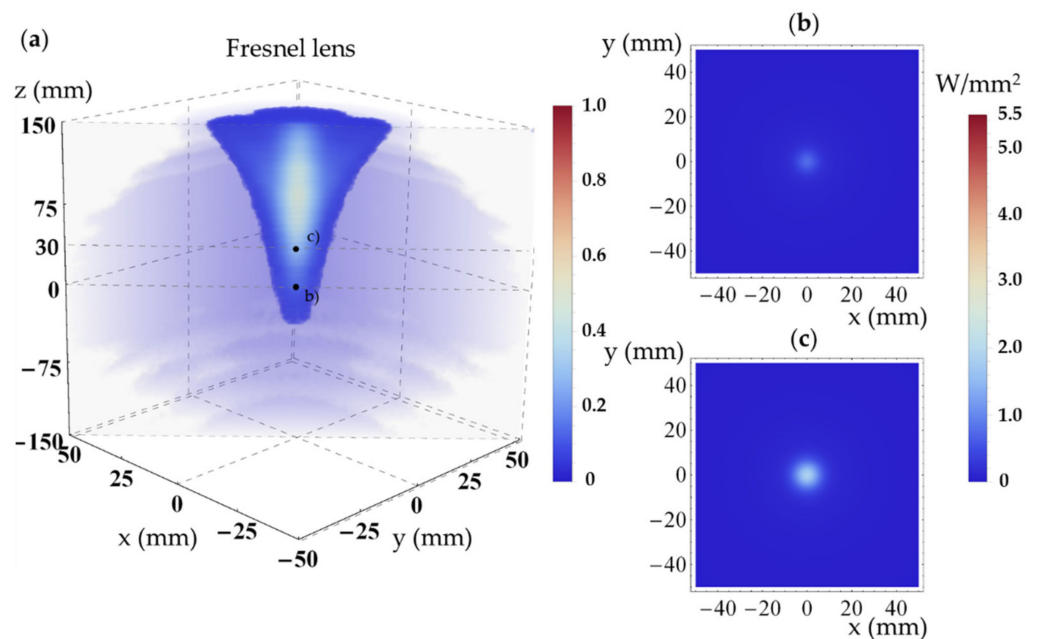 (a)
Fresnel lens
z (mm)
150
75
30
0
−75
−150
50
25
0
−25
−50
x (mm)
−25
0
25
50
y (mm)
c)
b)
1.0
0.8
0.6
0.4
0.2
0
(b)
y (mm)
40
20
0
−20
−40
−40 −20 0 20 40
x (mm)
(c)
y (mm)
40
20
0
−20
−40
−40 −20 0 20 40
x (mm)
W/mm²
5.5
5.0
4.0
3.0
2.0
1.0
0